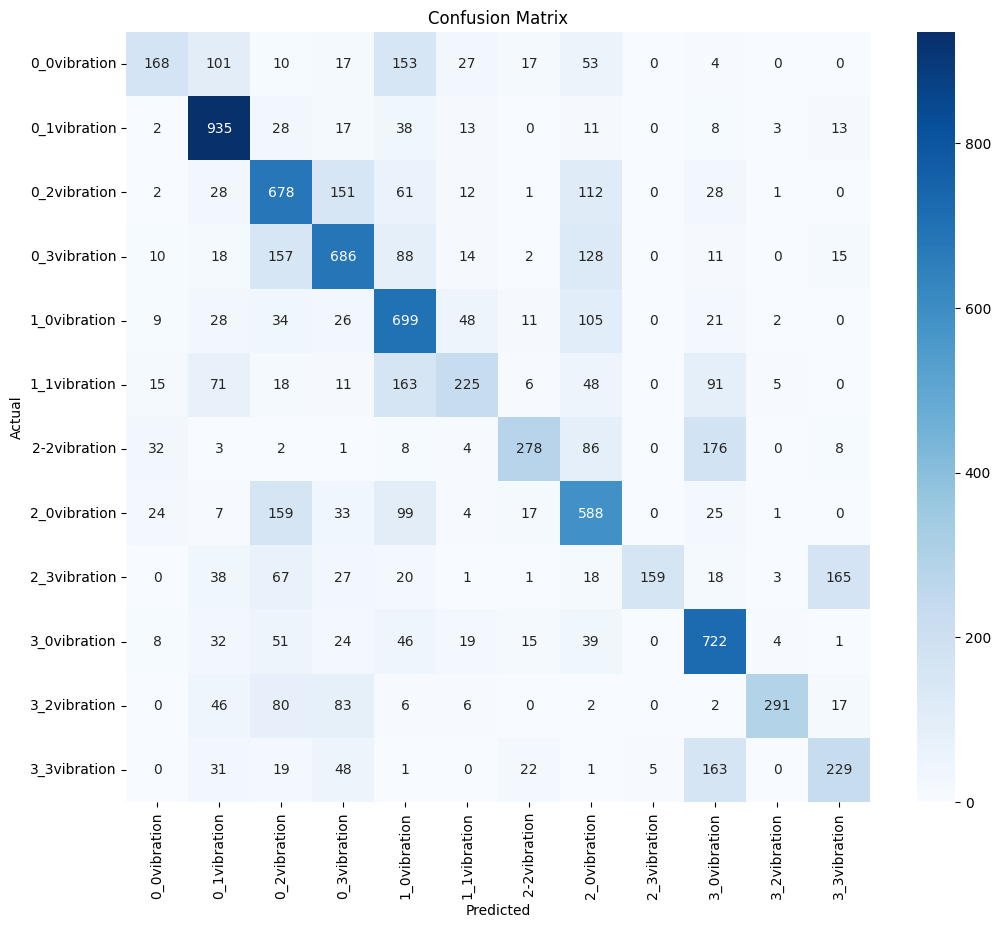 Confusion Matrix
0_0vibration 168 101 10 17 153 27 17 53 0 4 0 0
0_1vibration 2 935 28 17 38 13 0 11 0 8 3 13
800
0_2vibration 2 28 678 151 61 12 1 112 0 28 1 0
0_3vibration 10 18 157 686 88 14 2 128 0 11 0 15
600
1_0vibration 9 28 34 26 699 48 11 105 0 21 2 0
1_1vibration 15 71 18 11 163 225 6 48 0 91 5 0
Actual
2-2vibration 32 3 2 1 8 4 278 86 0 176 0 8
400
2_0vibration 24 7 159 33 99 4 17 588 0 25 1 0
2_3vibration 0 38 67 27 20 1 1 18 159 18 3 165
3_0vibration 8 32 51 24 46 19 15 39 0 722 4 1
200
3_2vibration 0 46 80 83 6 6 0 2 0 2 291 17
3_3vibration 0 31 19 48 1 0 22 1 5 163 0 229
0
0_0vibration 0_1vibration 0_2vibration 0_3vibration 1_0vibration 1_1vibration 2-2vibration 2_0vibration 2_3vibration 3_0vibration 3_2vibration 3_3vibration
Predicted